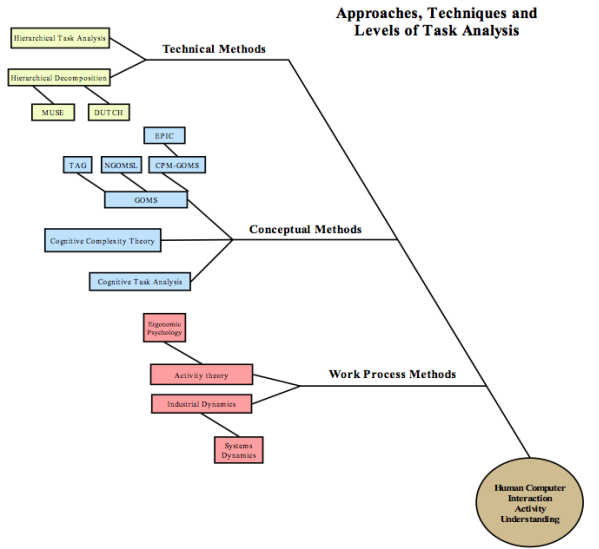 Approaches, Techniques and
Levels of Task Analysis
Hierarchical Task Analysis
Technical Methods
Hierarchical Decomposition
MUSE
DUTCH
EPIC
TAG
NGOMSL
CPM-GOMS
GOMS
Conceptual Methods
Cognitive Complexity Theory
Cognitive Task Analysis
Ergonomic
Psychology
Activity theory
Work Process Methods
Industrial Dynamics
Systems
Dynamics
Human Computer
Interaction
Activity
Understanding